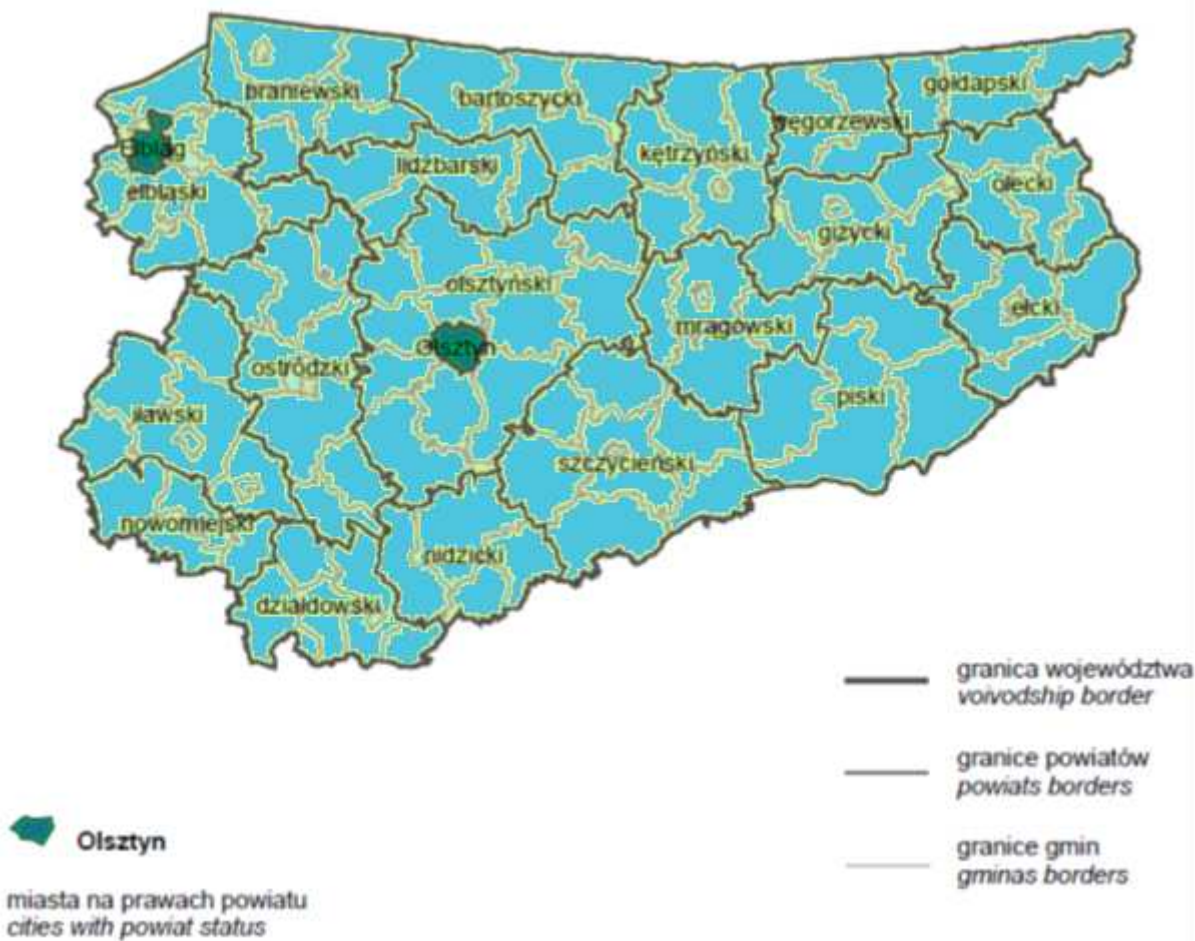 braniewski
bartoszycki
gołdapski
węgorzewski
Elbląg
kętrzyński
lidzbarski
elbląski
olecki
giżycki
olsztyński
ełcki
mrągowski
Olsztyn
ostródzki
piski
iławski
szczycieński
nowomiejski
nidzicki
działdowski
granica województwa
voivodship border
granice powiatów
powiats borders
Olsztyn
granice gmin
gminas borders
miasta na prawach powiatu
cities with powiat status